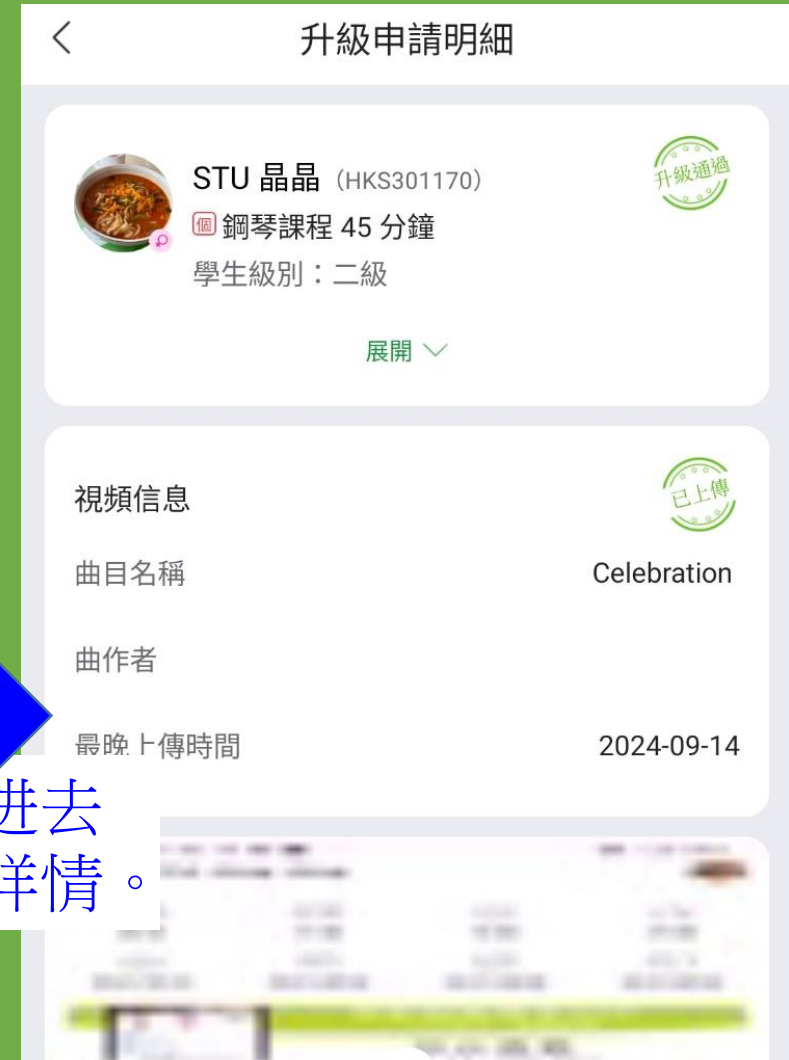 升級申請明細
STU 晶晶（HKS301170）
升級通過
個 鋼琴課程 45 分鐘
學生級別：二級
展開
視頻信息
已上傳
曲目名稱 Celebration
曲作者
最晚上傳時間 2024-09-14
进去
详情。